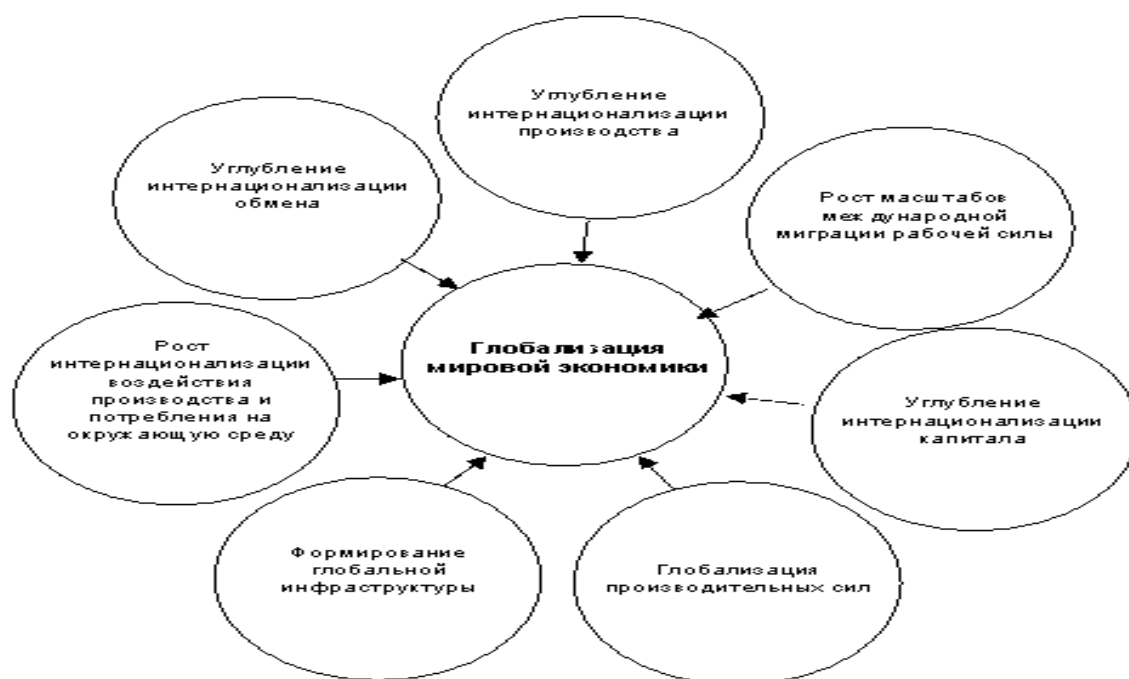 Углубление
интернационализации
производства
Углубление
интернационализации
обмена
Рост масштабов
международной
миграции рабочей силы
Глобализация
мировой экономики
Рост
интернационализации
воздействия
производства и
потребления на
окружающую среду
Углубление
интернационализации
капитала
Формирование
глобальной
инфраструктуры
Глобализация
производительных сил